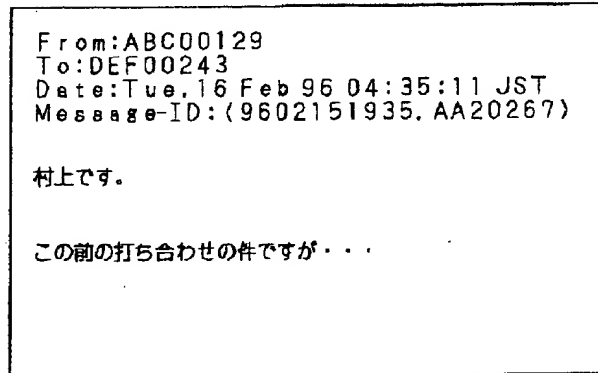 From:ABC00129
To:DEF00243
Date:Tue, 16 Feb 96 04:35:11 JST
Message-ID:(9602151935. AA20267)
村上です。
この前の打ち合わせの件ですが・・・